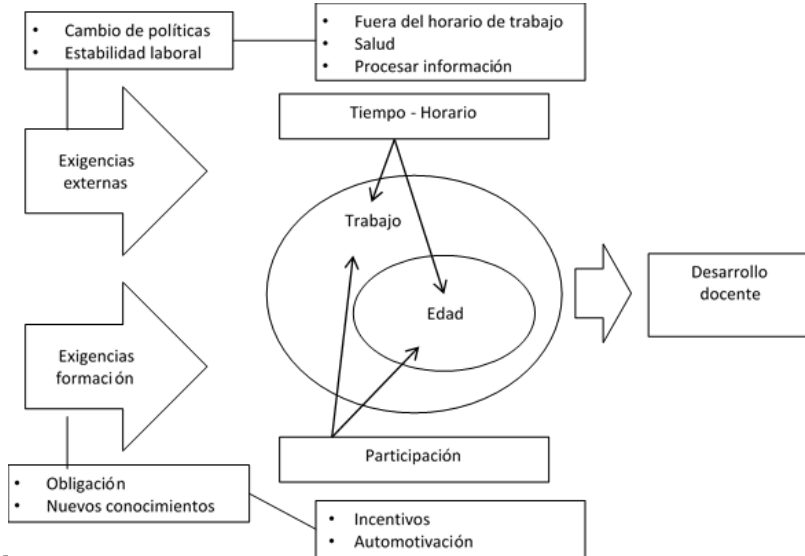 • Cambio de políticas
• Estabilidad laboral
• Fuera del horario de trabajo
• Salud
• Procesar información
Tiempo - Horario
Exigencias
externas
Trabajo
Edad
Desarrollo
docente
Exigencias
formación
Participación
• Obligación
• Nuevos conocimientos
• Incentivos
• Automotivación